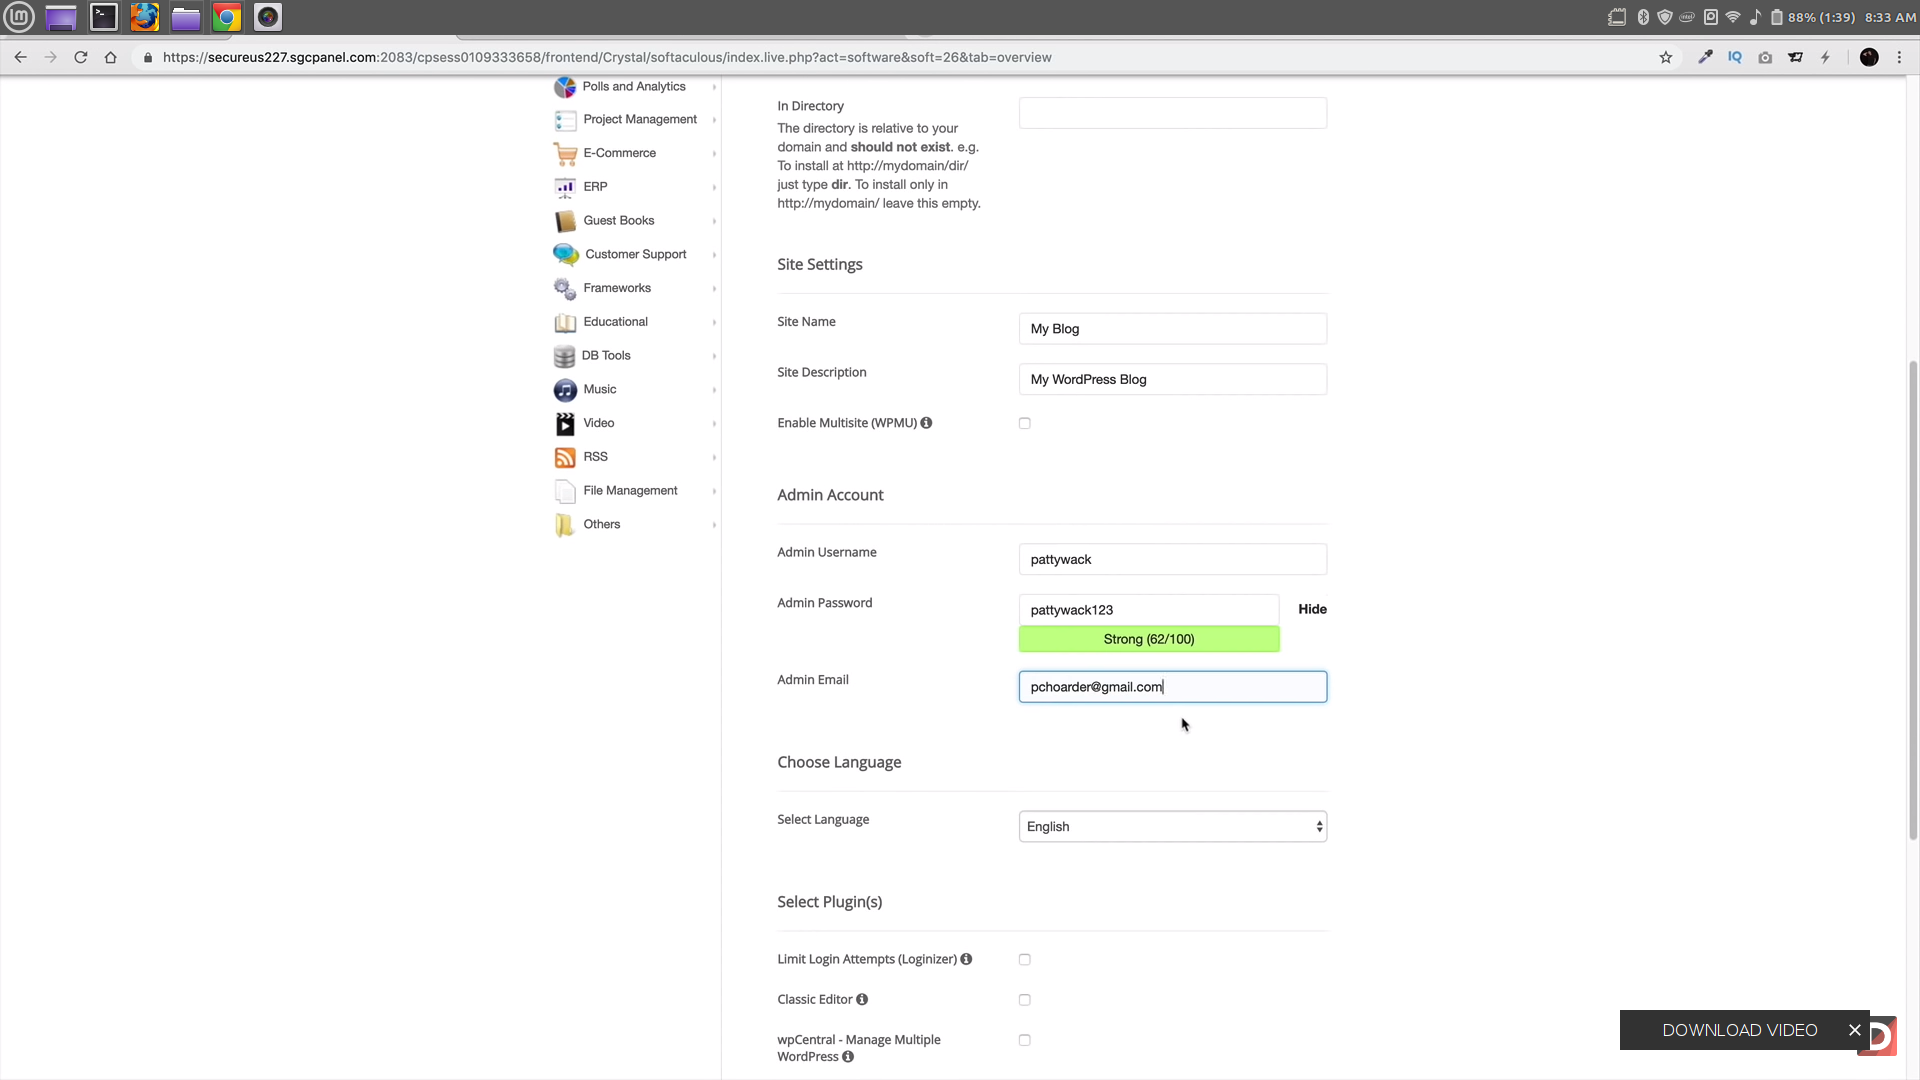 88% (1:39) 8:33 AM
https://secureus227.sgcpanel.com:2083/cpsess0109333658/frontend/Crystal/softaculous/index.live.php?act=software&soft=26&tab=overview
IQ
Polls and Analytics
Project Management
E-Commerce
ERP
Guest Books
Customer Support
Frameworks
Educational
DB Tools
Music
Video
RSS
File Management
Others
In Directory
The directory is relative to your
domain and should not exist. e.g.
To install at http://mydomain/dir/
just type dir. To install only in
http://mydomain/ leave this empty.
Site Settings
Site Name
My Blog
Site Description
My WordPress Blog
Enable Multisite (WPMU)
Admin Account
Admin Username
pattywack
Admin Password
pattywack123
Hide
Strong (62/100)
Admin Email
pchoarder@gmail.com
Choose Language
Select Language
English
Select Plugin(s)
Limit Login Attempts (Loginizer)
Classic Editor
wpCentral - Manage Multiple
WordPress
DOWNLOAD VIDEO